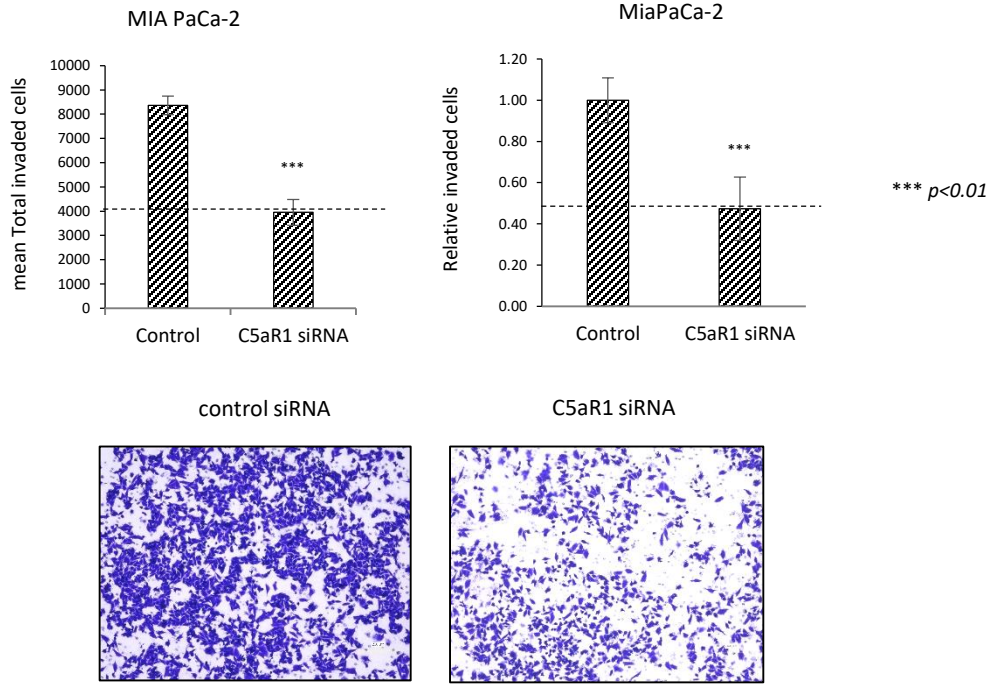 MIA PaCa-2
mean Total invaded cells
10000
9000
8000
7000
6000
5000
4000
3000
2000
1000
0
***
Control
C5aR1 siRNA
MiaPaCa-2
Relative invaded cells
1.20
1.00
0.80
0.60
0.40
0.20
0.00
***
Control
C5aR1 siRNA
*** p<0.01
control siRNA
C5aR1 siRNA